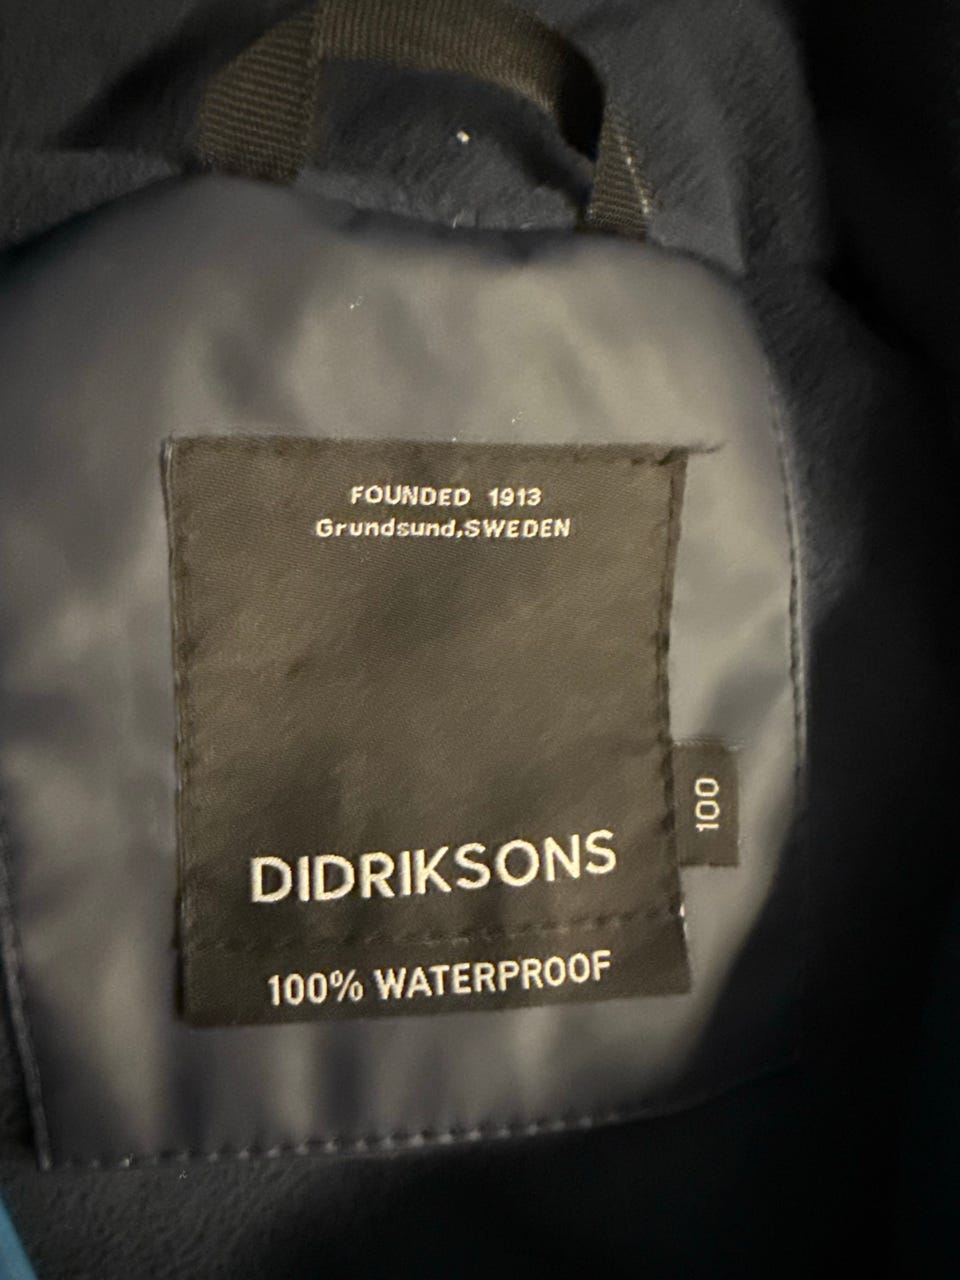 FOUNDED 1913
Grundsund,SWEDEN
100
DIDRIKSONS
100% WATERPROOF